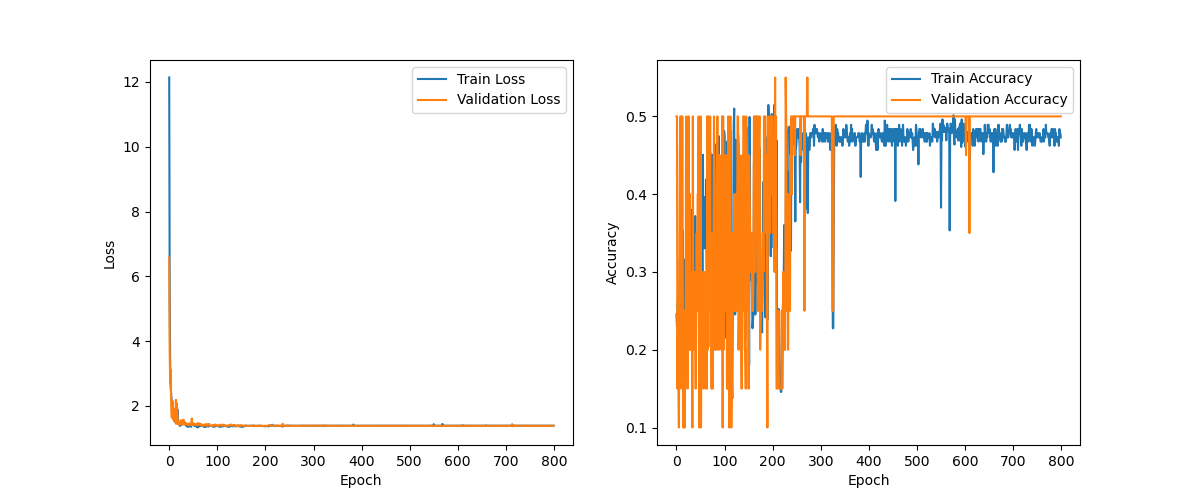 12
10
8
6
4
2
Loss
0 100 200 300 400 500 600 700 800
Epoch
Train Loss
Validation Loss
0.5
0.4
0.3
0.2
0.1
Accuracy
0 100 200 300 400 500 600 700 800
Epoch
Train Accuracy
Validation Accuracy